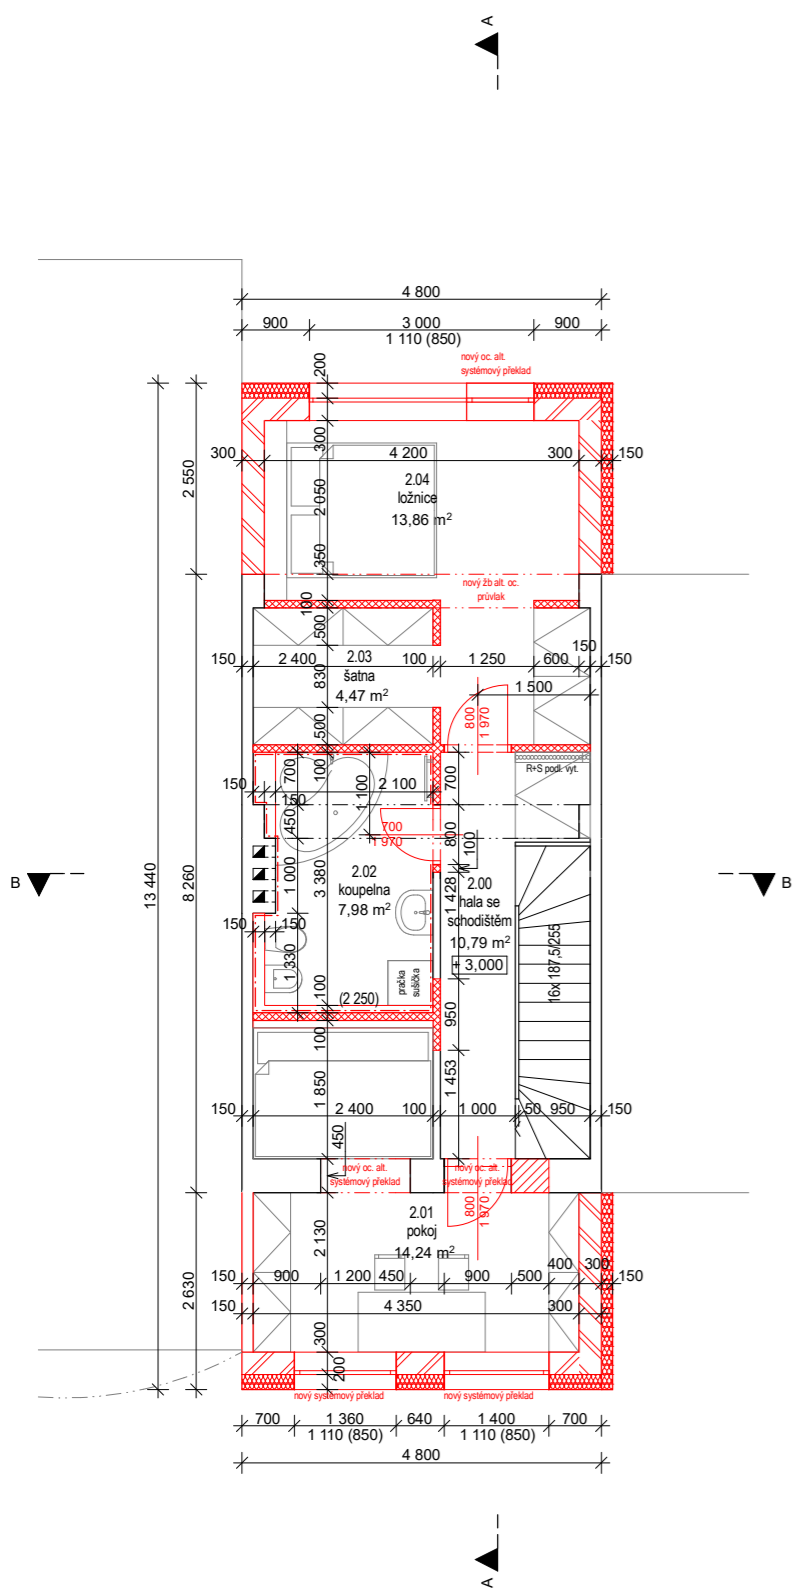 A
4 800
900
3 000
900
1 110 (850)
nový oc. alt.
systémový překlad
200
300
300
4 200
300
150
2.04
ložnice
13,86 m²
2 550
2 050
350
nový žb alt. oc.
průvlak
100
500
150
150
2 400
2.03
100
1 250
600
150
šatna
4,47 m²
830
1 500
800
1 970
500
R+S podl. vyt.
700
100
1 100
700
150
150
2 100
450
700
1 970
800
100
13 440
8 260
B
B
1 000
3 380
2.02
koupelna
7,98 m²
1 428
2.00
hala se
schodištěm
10,79 m²
+ 3,000
16x 187,5/255
150
150
1 330
pračka
sušička
100
(2 250)
950
100
1 850
1 453
150
2 400
100
1 000
50
950
150
450
nový oc. alt.
systémový překlad
nový oc. alt.
systémový překlad
800
1 970
2.01
pokoj
14,24 m²
2 130
2 630
400
300
150
900
1 200
450
900
500
150
150
4 350
300
300
200
nový systémový překlad
nový systémový překlad
700
1 360
640
1 400
700
1 110 (850)
1 110 (850)
4 800
A